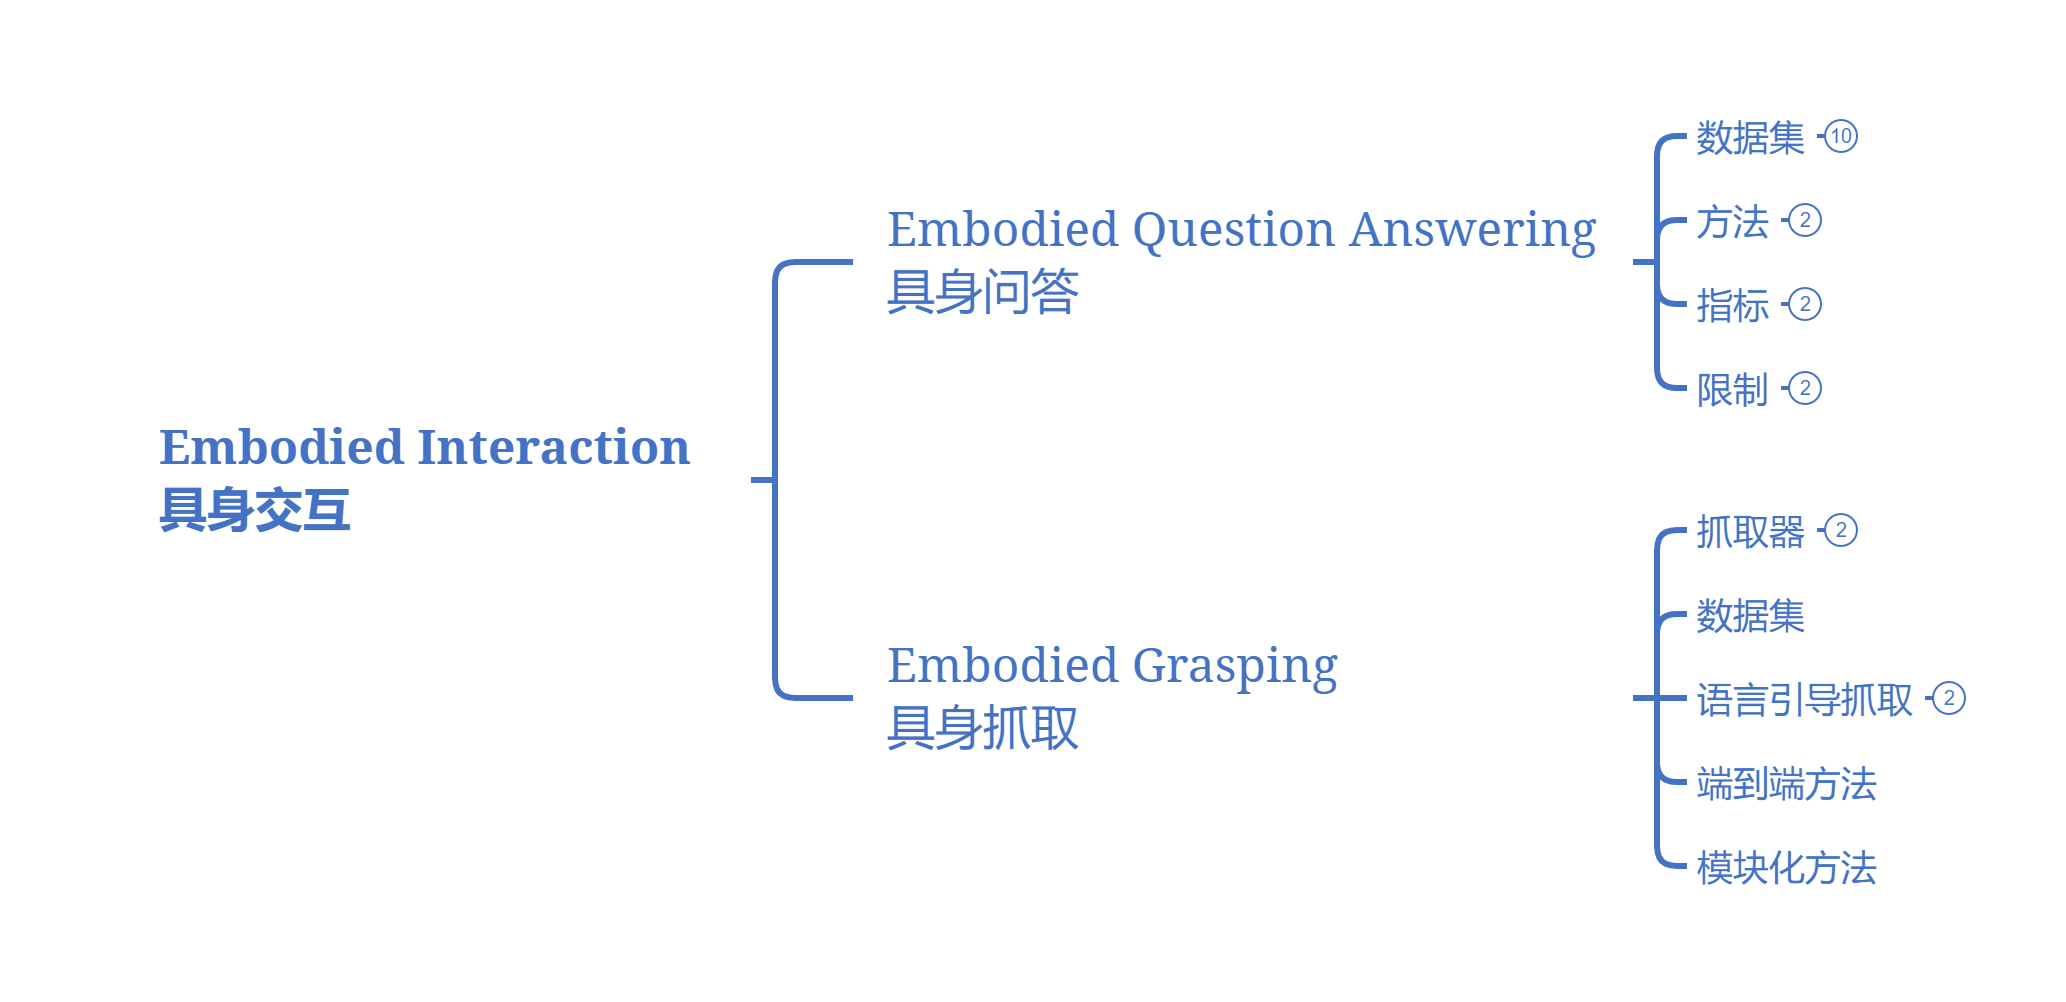 Embodied Interaction
具身交互
Embodied Question Answering
具身问答
数据集 10
方法 2
指标 2
限制 2
Embodied Grasping
具身抓取
抓取器 2
数据集
语言引导抓取 2
端到端方法
模块化方法